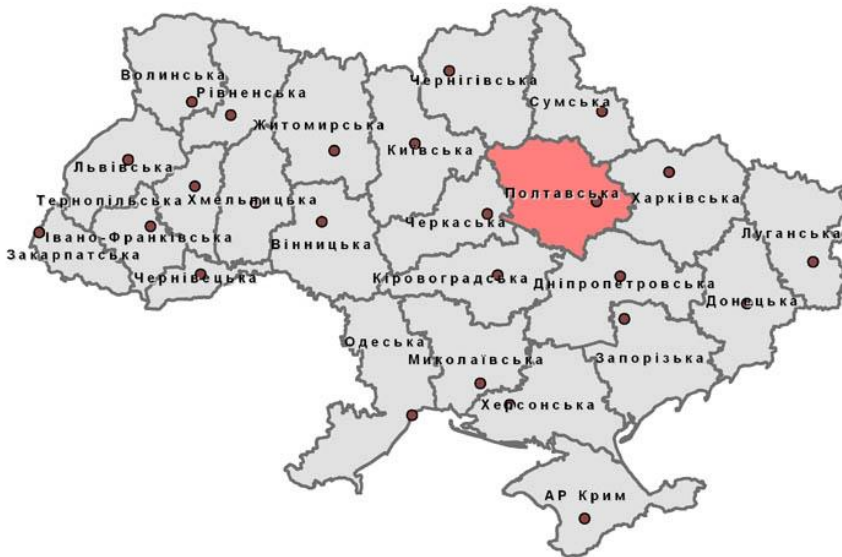 Волинська
Рівненська
Чернігівська
Сумська
Житомирська
Київська
Львівська
Тернопільська
Хмельницька
Полтавська
Харківська
Івано-Франківська
Закарпатська
Вінницька
Черкаська
Луганська
Чернівецька
Кіровоградська
Дніпропетровська
Донецька
Одеська
Миколаївська
Запорізька
Херсонська
АР Крим